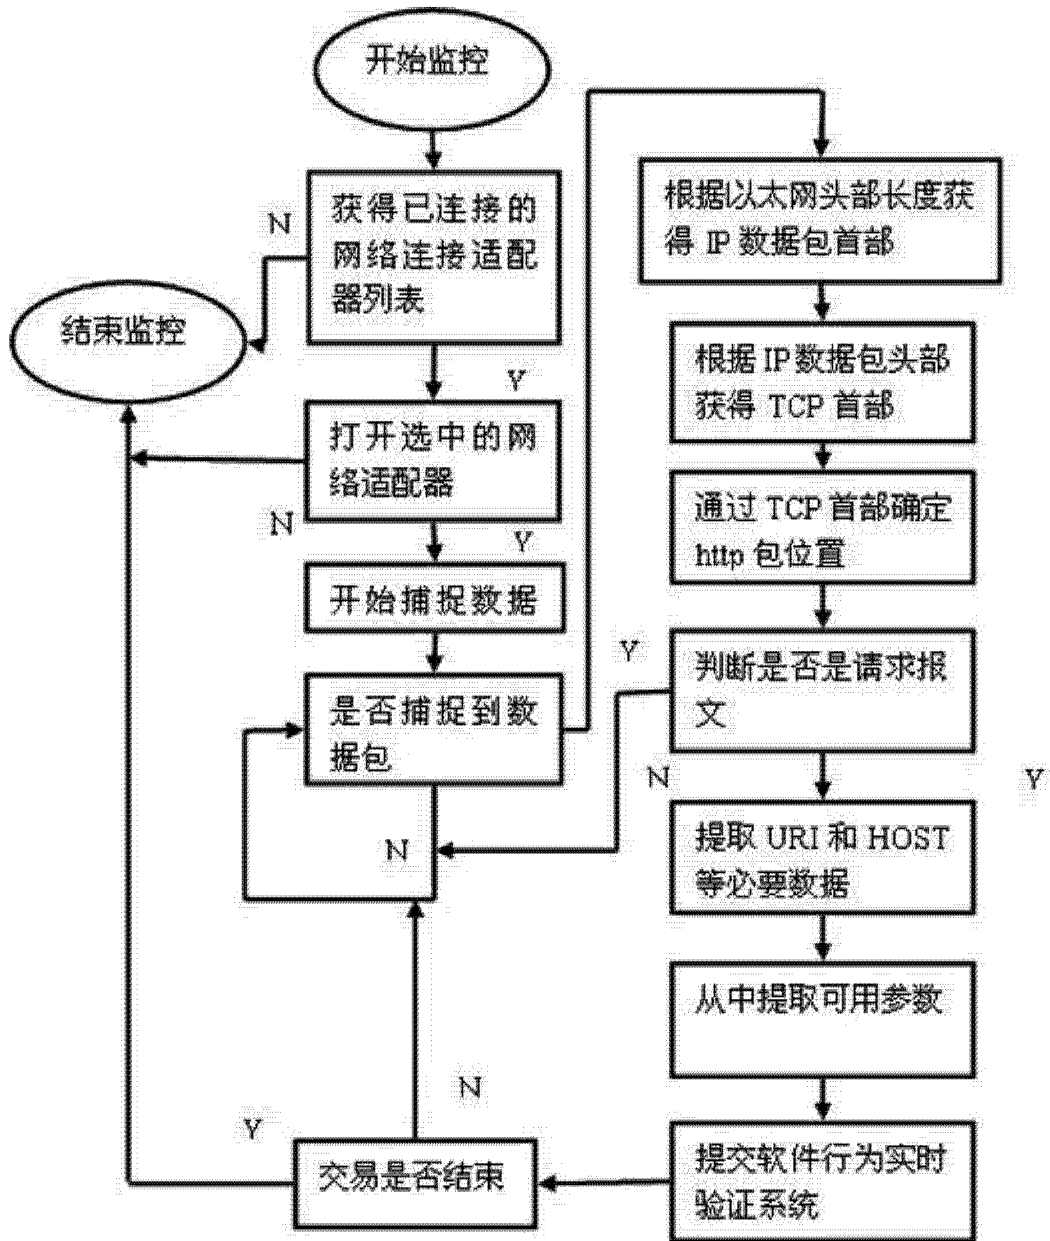 开始监控
N
获得已连接的
网络连接适配
器列表
结束监控
Y
打开选中的网
络适配器
N
Y
开始捕捉数据
是否捕捉到数
据包
N
根据以太网头部长度获
得 IP 数据包首部
根据 IP 数据包头部
获得 TCP 首部
通过 TCP 首部确定
http 包位置
Y
判断是否是请求报
文
N
Y
提取 URI 和 HOST
等必要数据
从中提取可用参数
提交软件行为实时
验证系统
N
Y
交易是否结束